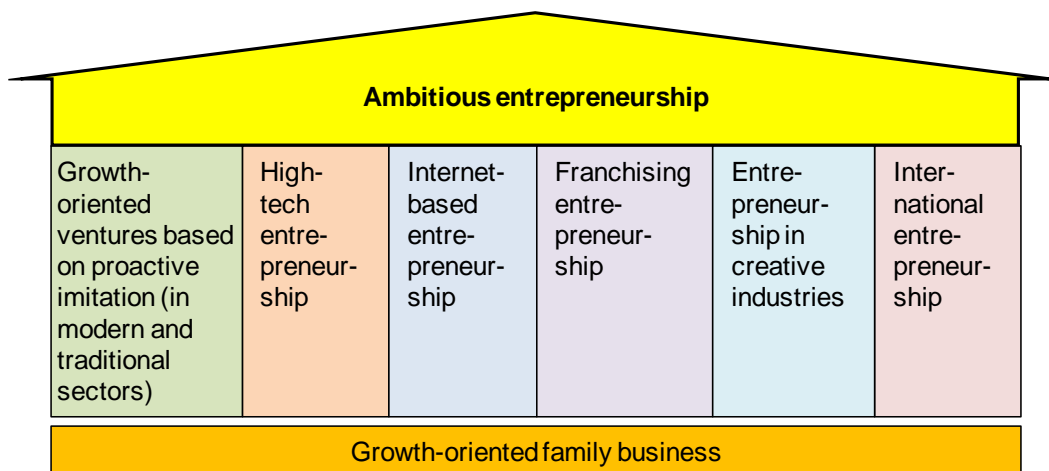 Ambitious entrepreneurship
Growth-
oriented
ventures based
on proactive
imitation (in
modern and
traditional
sectors)
High-
tech
entre-
preneur-
ship
Internet-
based
entre-
preneur-
ship
Franchising
entre-
preneur-
ship
Entre-
preneur-
ship in
creative
industries
Inter-
national
entre-
preneur-
ship
Growth-oriented family business